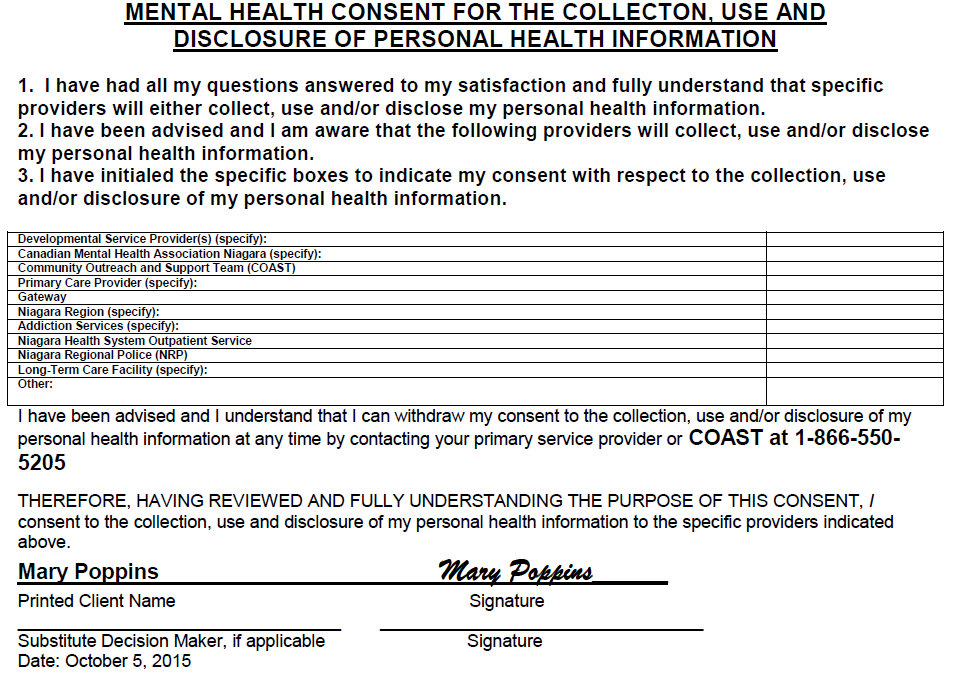 MENTAL HEALTH CONSENT FOR THE COLLECTON, USE AND
DISCLOSURE OF PERSONAL HEALTH INFORMATION
1. I have had all my questions answered to my satisfaction and fully understand that specific
providers will either collect, use and/or disclose my personal health information.
2. I have been advised and I am aware that the following providers will collect, use and/or disclose
my personal health information.
3. I have initialed the specific boxes to indicate my consent with respect to the collection, use
and/or disclosure of my personal health information.
Developmental Service Provider(s) (specify):
Canadian Mental Health Association Niagara (specify):
Community Outreach and Support Team (COAST)
Primary Care Provider (specify):
Gateway
Niagara Region (specify):
Addiction Services (specify):
Niagara Health System Outpatient Service
Niagara Regional Police (NRP)
Long-Term Care Facility (specify):
Other:
I have been advised and I understand that I can withdraw my consent to the collection, use and/or disclosure of my
personal health information at any time by contacting your primary service provider or COAST at 1-866-550-
5205
THEREFORE, HAVING REVIEWED AND FULLY UNDERSTANDING THE PURPOSE OF THIS CONSENT, I
consent to the collection, use and disclosure of my personal health information to the specific providers indicated
above.
Mary Poppins Mary Poppins
Printed Client Name Signature
Substitute Decision Maker, if applicable Signature
Date: October 5, 2015